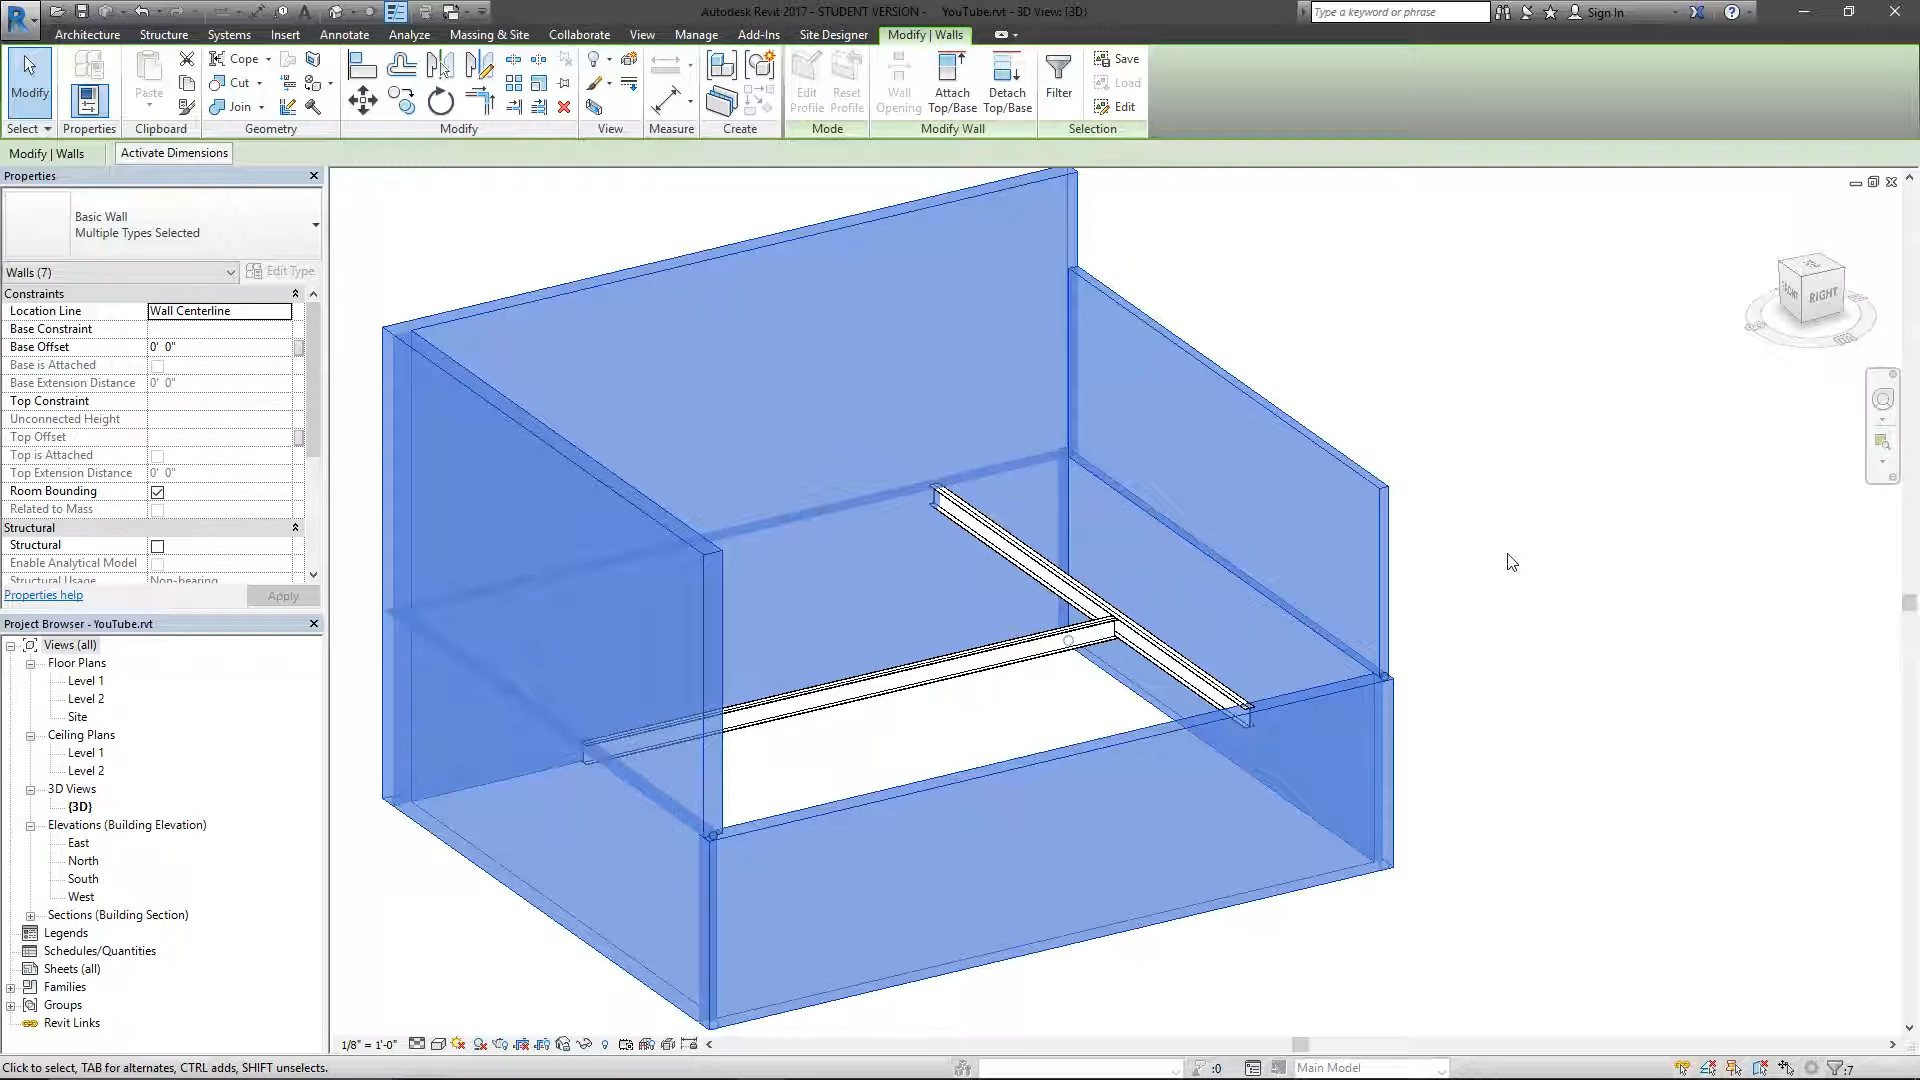 Autodesk Revit 2017 - STUDENT VERSION - YouTube.rvt - 3D View: {3D}
Type a keyword or phrase
Sign In
Architecture Structure Systems Insert Annotate Analyze Massing & Site Collaborate View Manage Add-Ins Site Designer Modify | Walls
Modify
Paste
Cope
Cut
Join
Edit Profile
Reset Profile
Wall Opening
Attach Top/Base
Detach Top/Base
Filter
Save
Load
Edit
Select Properties Clipboard Geometry Modify View Measure Create Mode Modify Wall Selection
Modify | Walls Activate Dimensions
Properties
Basic Wall
Multiple Types Selected
Walls (7) Edit Type
Constraints
Location Line Wall Centerline
Base Constraint
Base Offset 0' 0"
Base is Attached
Base Extension Distance 0' 0"
Top Constraint
Unconnected Height
Top Offset
Top is Attached
Top Extension Distance 0' 0"
Room Bounding
Related to Mass
Structural
Structural
Enable Analytical Model
Structural Usage Non-bearing
Properties help Apply
Project Browser - YouTube.rvt
Views (all)
Floor Plans
Level 1
Level 2
Site
Ceiling Plans
Level 1
Level 2
3D Views
{3D}
Elevations (Building Elevation)
East
North
South
West
Sections (Building Section)
Legends
Schedules/Quantities
Sheets (all)
Families
Groups
Revit Links
FRONT RIGHT
1/8" = 1'-0"
Click to select, TAB for alternates, CTRL adds, SHIFT unselects.
:0
Main Model
:7